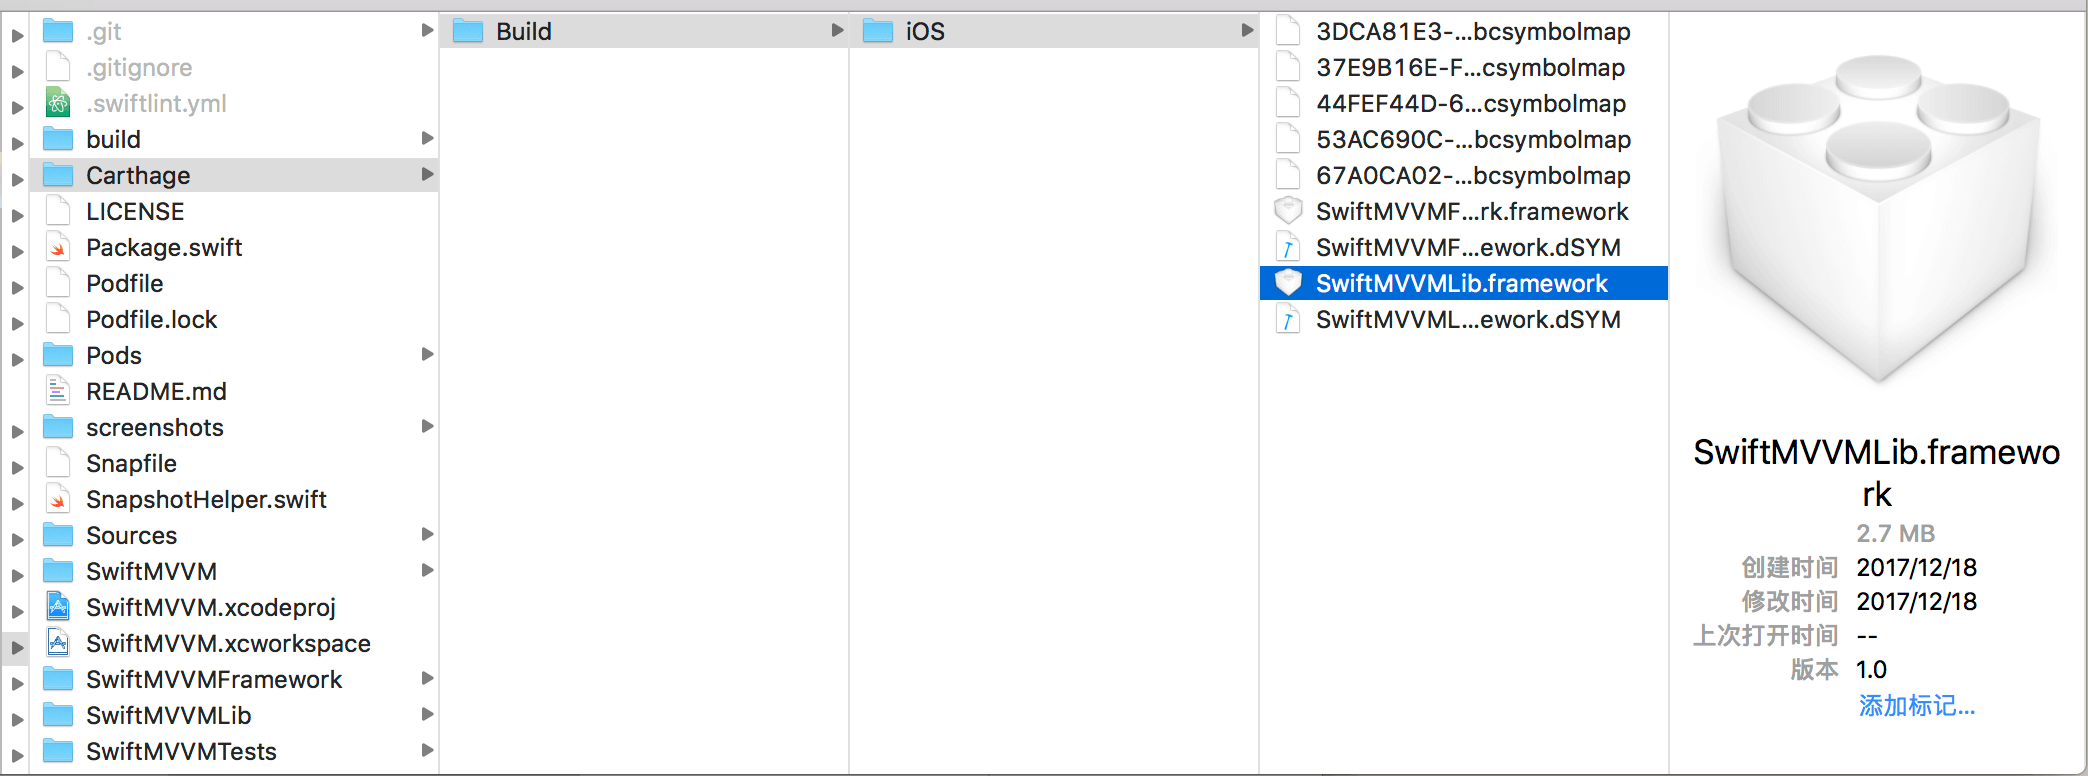 .git
.gitignore
.swiftlint.yml
build
Carthage
LICENSE
Package.swift
Podfile
Podfile.lock
Pods
README.md
screenshots
Snapfile
SnapshotHelper.swift
Sources
SwiftMVVM
SwiftMVVM.xcodeproj
SwiftMVVM.xcworkspace
SwiftMVVMFramework
SwiftMVVMLib
SwiftMVVMTests
Build
iOS
3DCA81E3-...bcsymbolmap
37E9B16E-F...csymbolmap
44FEF44D-6...csymbolmap
53AC690C-...bcsymbolmap
67A0CA02-...bcsymbolmap
SwiftMVVMF...rk.framework
SwiftMVVMF...ework.dSYM
SwiftMVVMLib.framework
SwiftMVVML...ework.dSYM
SwiftMVVMLib.framewo
rk
2.7 MB
创建时间 2017/12/18
修改时间 2017/12/18
上次打开时间 --
版本 1.0
添加标记...